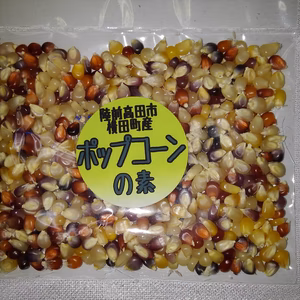 陸前高田市
横田町産
ポップコーン
の素